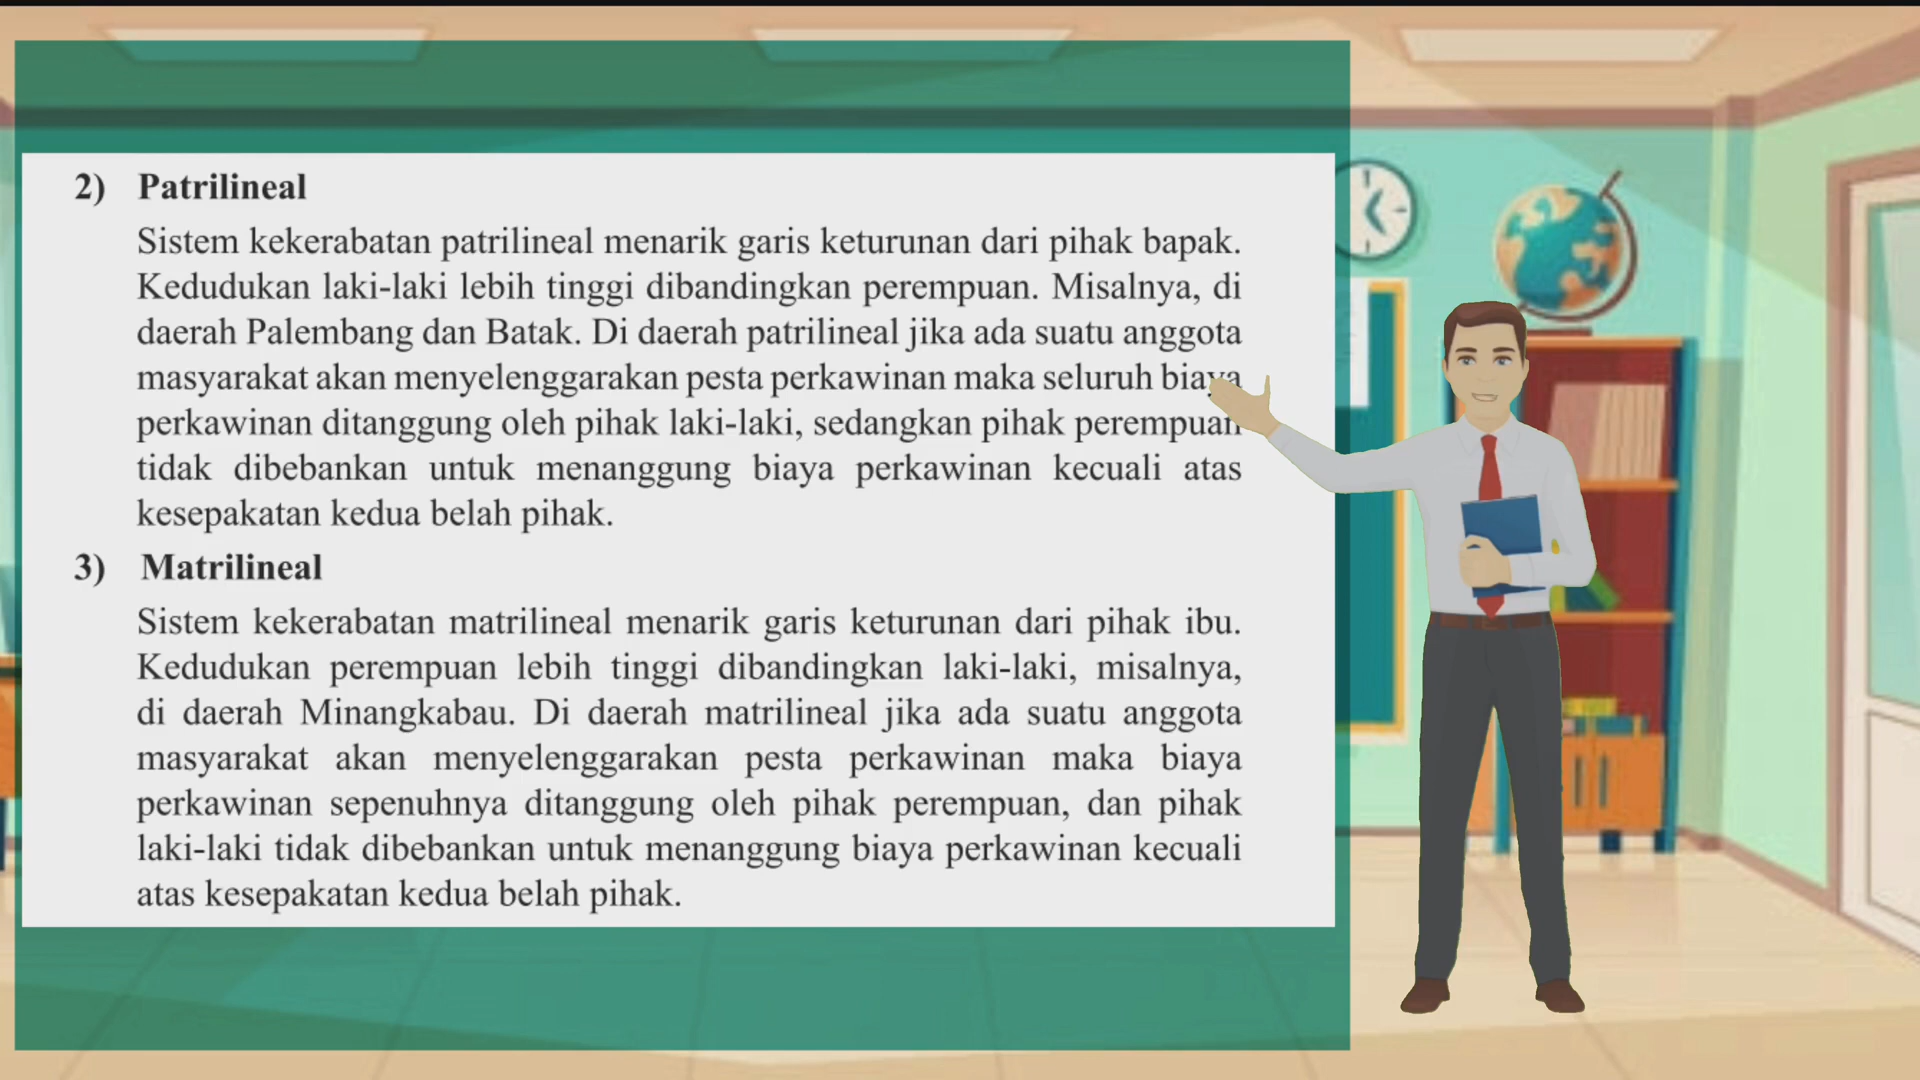 2) Patrilineal
Sistem kekerabatan patrilineal menarik garis keturunan dari pihak bapak.
Kedudukan laki-laki lebih tinggi dibandingkan perempuan. Misalnya, di
daerah Palembang dan Batak. Di daerah patrilineal jika ada suatu anggota
masyarakat akan menyelenggarakan pesta perkawinan maka seluruh biaya
perkawinan ditanggung oleh pihak laki-laki, sedangkan pihak perempuan
tidak dibebankan untuk menanggung biaya perkawinan kecuali atas
kesepakatan kedua belah pihak.
3) Matrilineal
Sistem kekerabatan matrilineal menarik garis keturunan dari pihak ibu.
Kedudukan perempuan lebih tinggi dibandingkan laki-laki, misalnya,
di daerah Minangkabau. Di daerah matrilineal jika ada suatu anggota
masyarakat akan menyelenggarakan pesta perkawinan maka biaya
perkawinan sepenuhnya ditanggung oleh pihak perempuan, dan pihak
laki-laki tidak dibebankan untuk menanggung biaya perkawinan kecuali
atas kesepakatan kedua belah pihak.